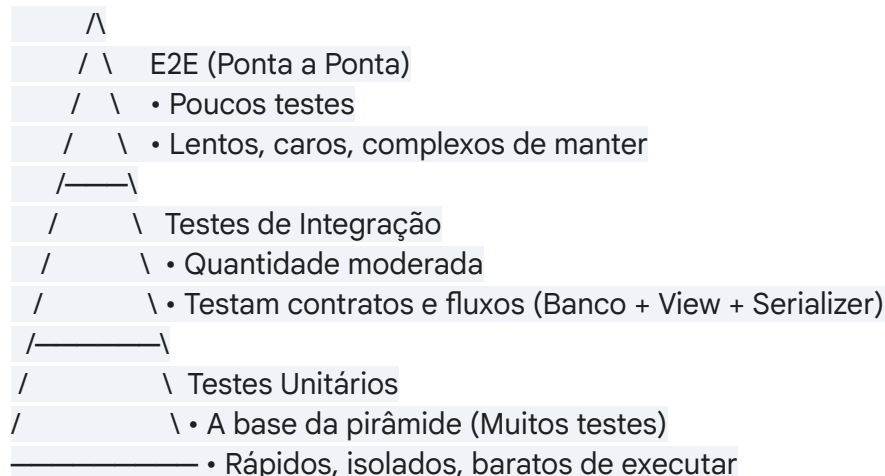 /\
/ \ E2E (Ponta a Ponta)
/ \ • Poucos testes
/ \ • Lentos, caros, complexos de manter
/───\
/ \ Testes de Integração
/ \ • Quantidade moderada
/ \ • Testam contratos e fluxos (Banco + View + Serializer)
/───────\
/ \ Testes Unitários
/ \ • A base da pirâmide (Muitos testes)
─────────── • Rápidos, isolados, baratos de executar